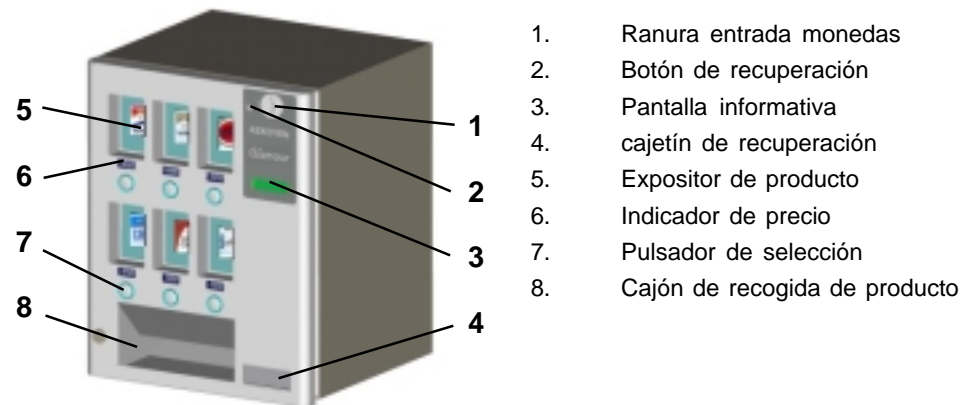 1. Ranura entrada monedas
2. Botón de recuperación
3. Pantalla informativa
4. cajetín de recuperación
5. Expositor de producto
6. Indicador de precio
7. Pulsador de selección
8. Cajón de recogida de producto
5
6
7
8
1
2
3
4
AZKOYEN
Glamour